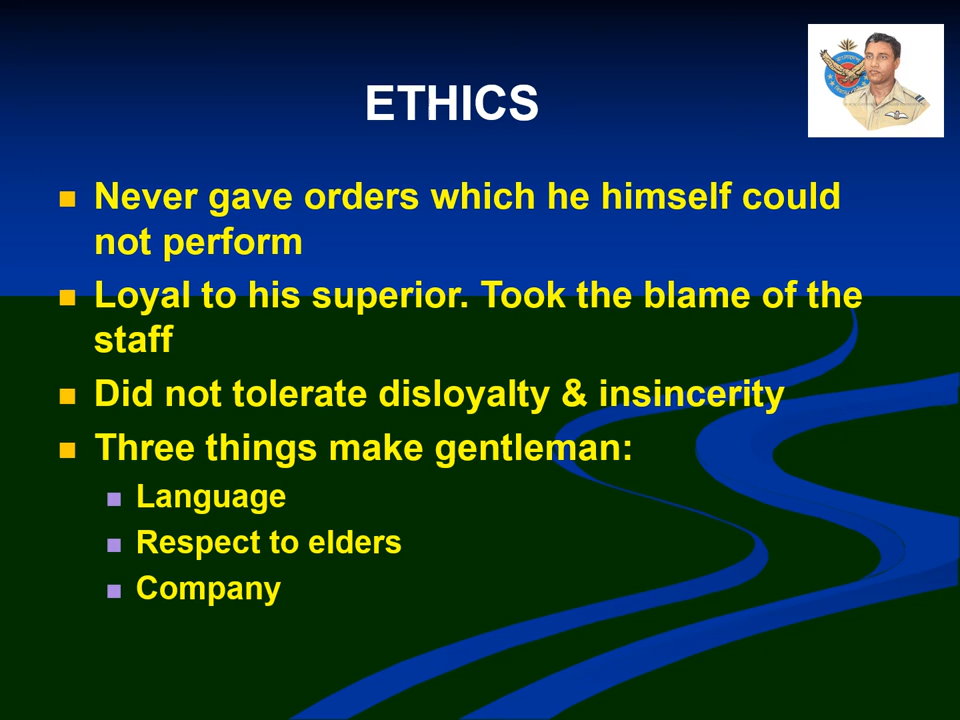 ETHICS
Never gave orders which he himself could
not perform
Loyal to his superior. Took the blame of the
staff
Did not tolerate disloyalty & insincerity
Three things make gentleman:
Language
Respect to elders
Company